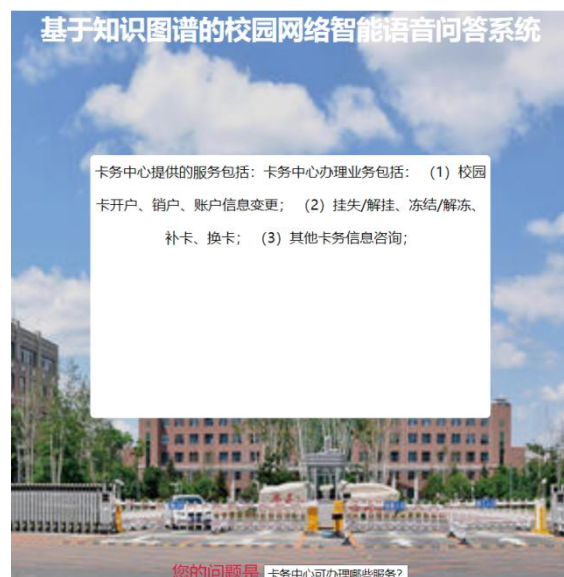 基于知识图谱的校园网络智能语音问答系统
卡务中心提供的服务包括：卡务中心办理业务包括： （1）校园
卡开户、销户、账户信息变更； （2）挂失/解挂、冻结/解冻、
补卡、换卡； （3）其他卡务信息咨询；
您的问题是 卡务中心可办理哪些服务？